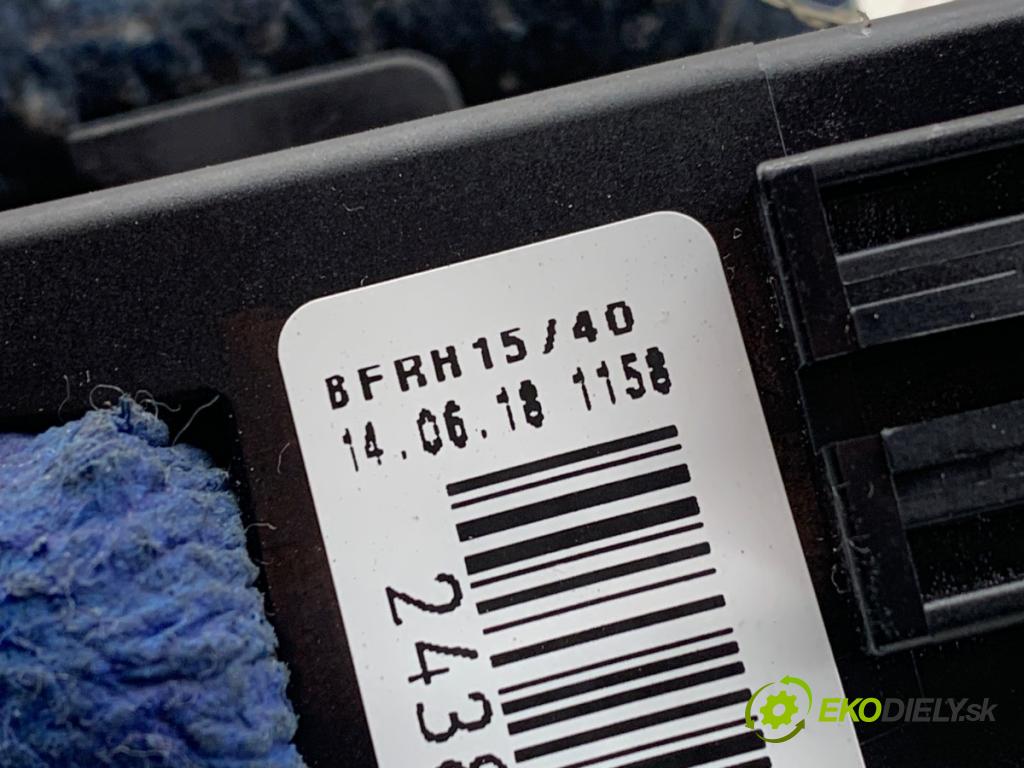 BFRH15/40
14.06.18 1158
243
EKODIELY.sk